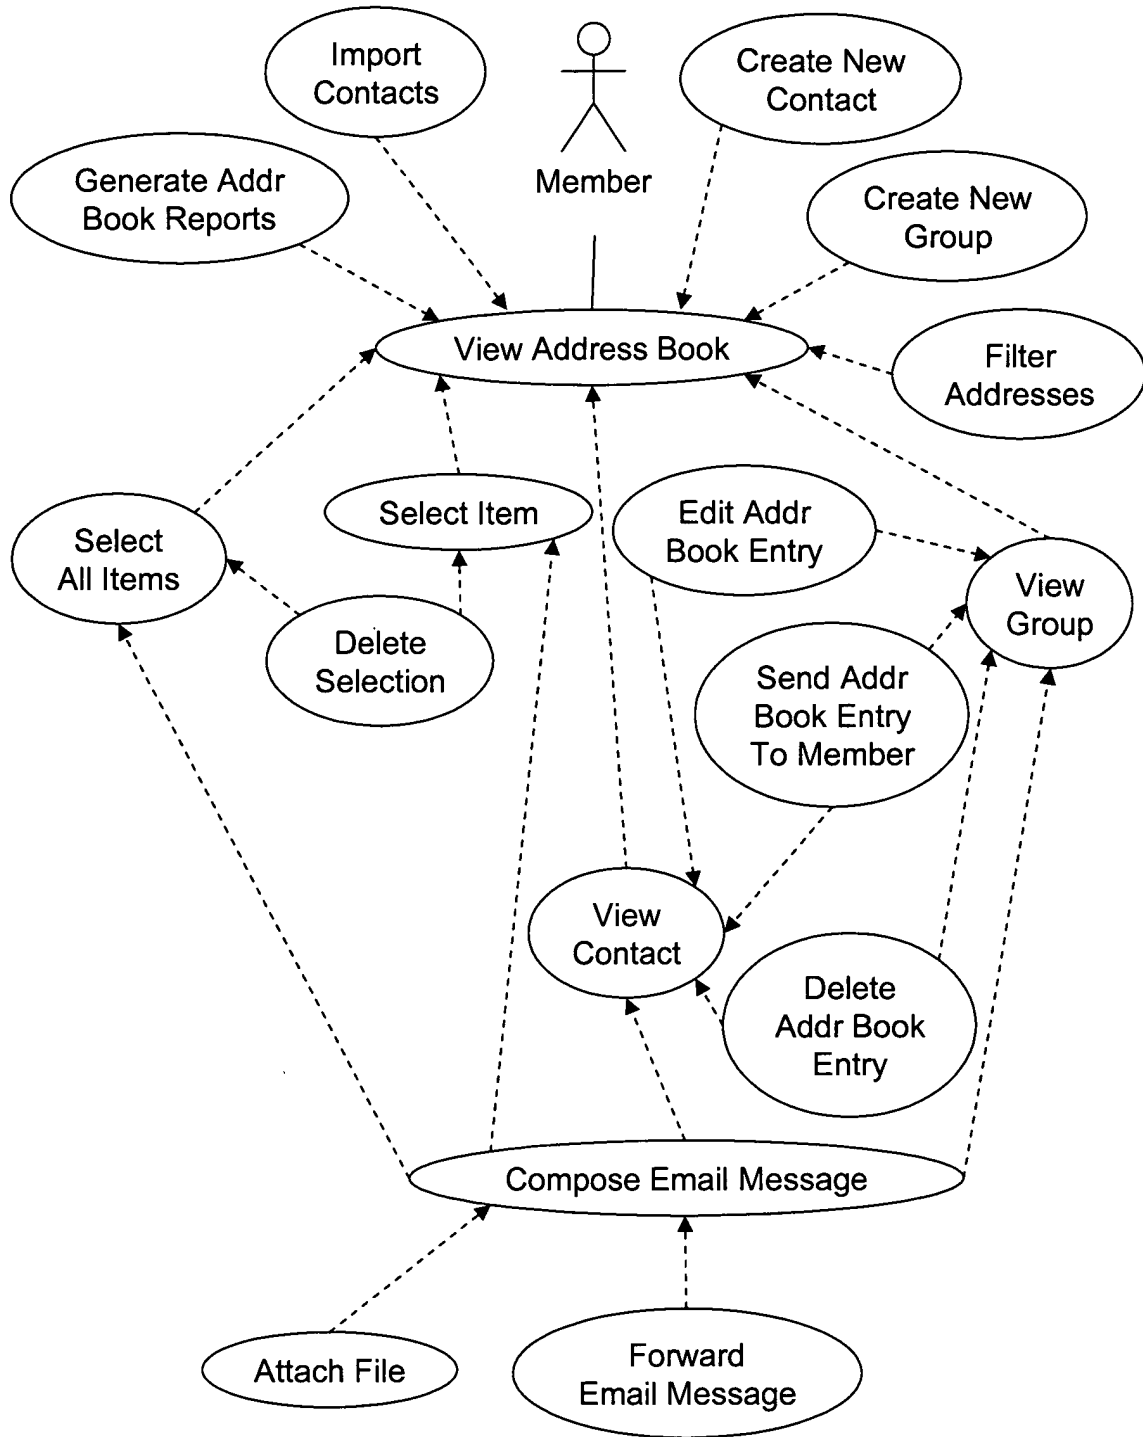 Import
Contacts
Create New
Contact
Member
Generate Addr
Book Reports
Create New
Group
View Address Book
Filter
Addresses
Select Item
Edit Addr
Book Entry
Select
All Items
View
Group
Delete
Selection
Send Addr
Book Entry
To Member
View
Contact
Delete
Addr Book
Entry
Compose Email Message
Attach File
Forward
Email Message